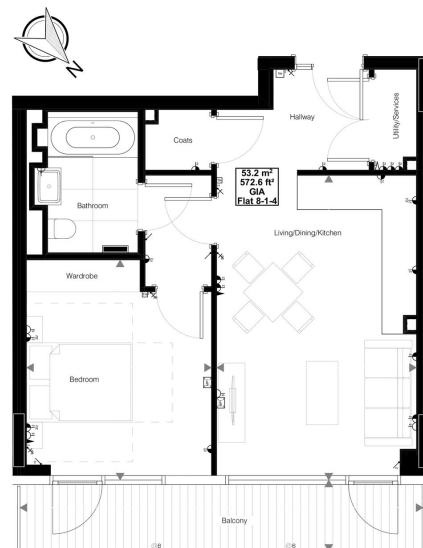 N
Hallway
Utility/Services
Coats
53.2 m²
572.6 ft²
GIA
Flat 8-1-4
Bathroom
Living/Dining/Kitchen
Wardrobe
Bedroom
Balcony